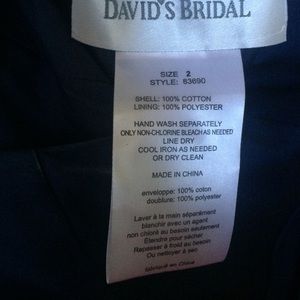 DAVID'S BRIDAL
SIZE 2
STYLE: 83690
SHELL: 100% COTTON
LINING: 100% POLYESTER
HAND WASH SEPARATELY
ONLY NON-CHLORINE BLEACH AS NEEDED
LINE DRY
COOL IRON AS NEEDED
OR DRY CLEAN
MADE IN CHINA
enveloppe: 100% coton
doublure: 100% polyester
Laver à la main séparément
blanchir avec un agent
non chloré au besoin seulement
Étendre pour sécher
Repasser à froid au besoin
Ou nettoyer à sec
fabriqué en Chine